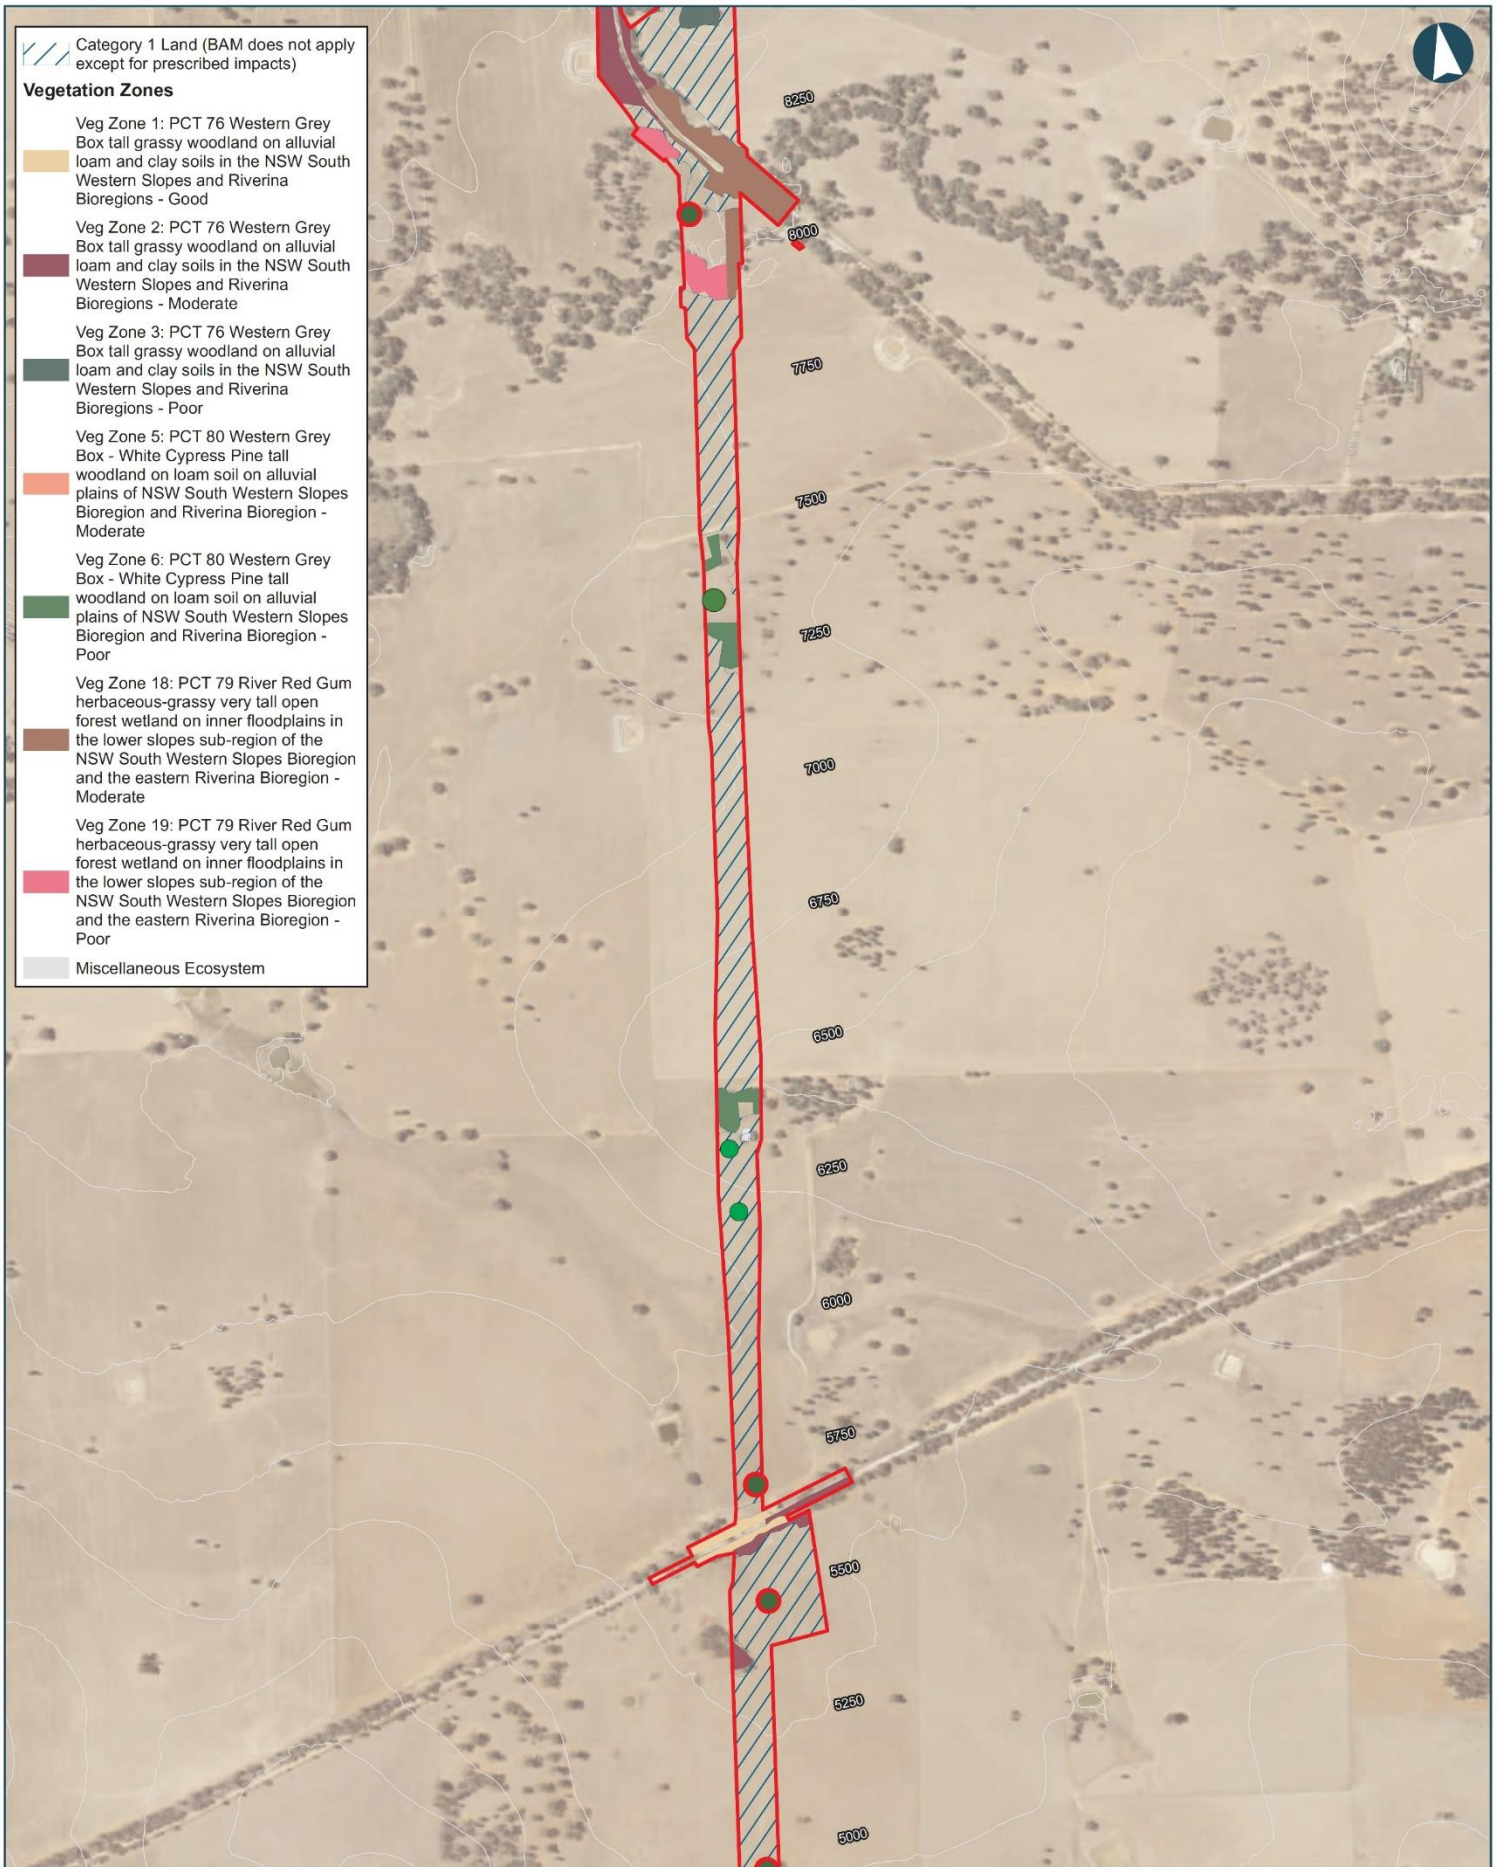 Category 1 Land (BAM does not apply
except for prescribed impacts)
Vegetation Zones
Veg Zone 1: PCT 76 Western Grey
Box tall grassy woodland on alluvial
loam and clay soils in the NSW South
Western Slopes and Riverina
Bioregions - Good
Veg Zone 2: PCT 76 Western Grey
Box tall grassy woodland on alluvial
loam and clay soils in the NSW South
Western Slopes and Riverina
Bioregions - Moderate
Veg Zone 3: PCT 76 Western Grey
Box tall grassy woodland on alluvial
loam and clay soils in the NSW South
Western Slopes and Riverina
Bioregions - Poor
Veg Zone 5: PCT 80 Western Grey
Box - White Cypress Pine tall
woodland on loam soil on alluvial
plains of NSW South Western Slopes
Bioregion and Riverina Bioregion -
Moderate
Veg Zone 6: PCT 80 Western Grey
Box - White Cypress Pine tall
woodland on loam soil on alluvial
plains of NSW South Western Slopes
Bioregion and Riverina Bioregion -
Poor
Veg Zone 18: PCT 79 River Red Gum
herbaceous-grassy very tall open
forest wetland on inner floodplains in
the lower slopes sub-region of the
NSW South Western Slopes Bioregion
and the eastern Riverina Bioregion -
Moderate
Veg Zone 19: PCT 79 River Red Gum
herbaceous-grassy very tall open
forest wetland on inner floodplains in
the lower slopes sub-region of the
NSW South Western Slopes Bioregion
and the eastern Riverina Bioregion -
Poor
Miscellaneous Ecosystem
8250
8000
7750
7500
7250
7000
6750
6500
6250
6000
5750
5500
5250
5000